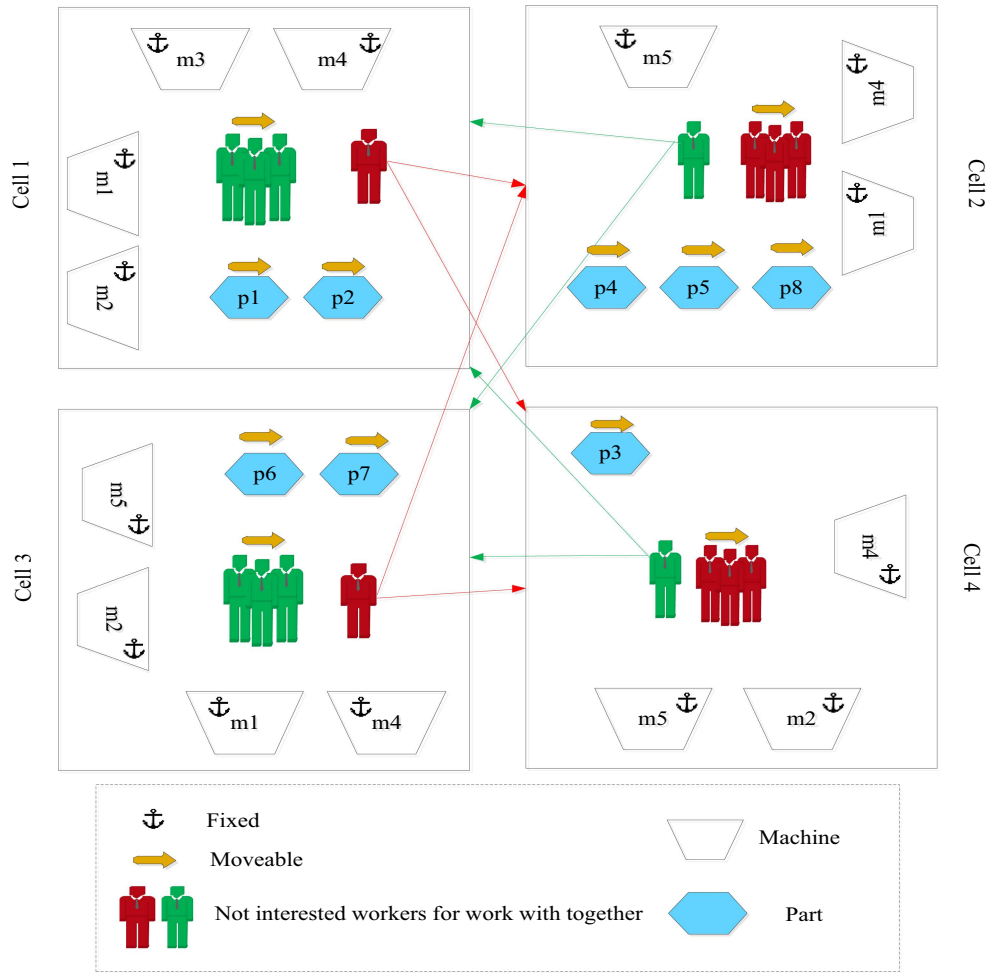 Cell 1
m3
m4
m1
m2
p1
p2
Cell 2
m5
m4
m1
p4
p5
p8
Cell 3
p6
p7
m5
m2
m1
m4
Cell 4
p3
m4
m5
m2
Fixed
Moveable
Not interested workers for work with together
Machine
Part